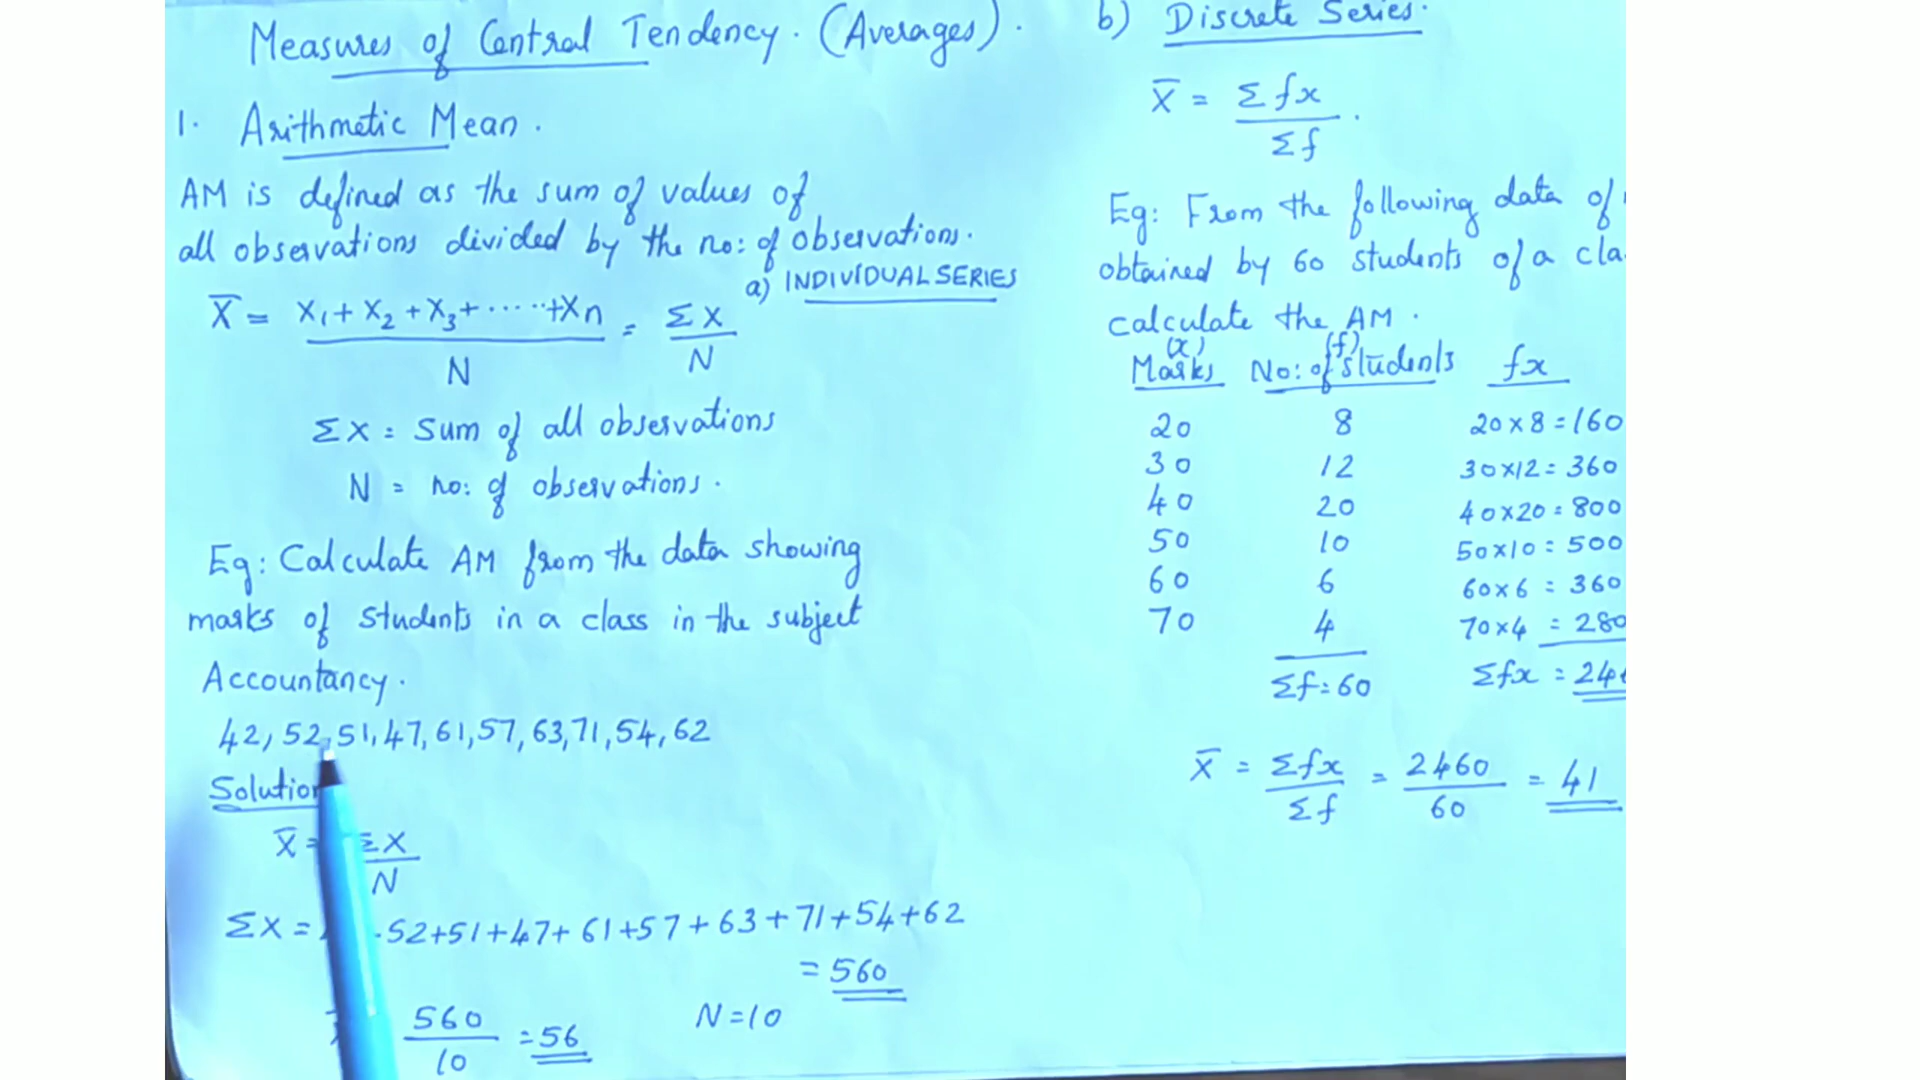 Measures of Central Tendency. (Averages).
1. Arithmetic Mean.
AM is defined as the sum of values of
all observations divided by the no: of observations.
a) INDIVIDUAL SERIES
X̄ = X₁ + X₂ + X₃ + ...... + Xn / N = ΣX / N
ΣX = Sum of all observations
N = no: of observations.
Eg: Calculate AM from the data showing
marks of students in a class in the subject
Accountancy.
42, 52, 51, 47, 61, 57, 63, 71, 54, 62
Solution
X̄ = ΣX / N
ΣX = 52+51+47+61+57+63+71+54+62
= 560
N = 10
560 / 10 = 56
b) Discrete Series.
X̄ = Σfx / Σf .
Eg: From the following data of
obtained by 60 students of a
calculate the AM.
(x) (f)
Marks No: of students fx
20 8 20×8=160
30 12 30×12=360
40 20 40×20=800
50 10 50×10=500
60 6 60×6=360
70 4 70×4=280
Σf=60 Σfx = 24
X̄ = Σfx / Σf = 2460 / 60 = 41